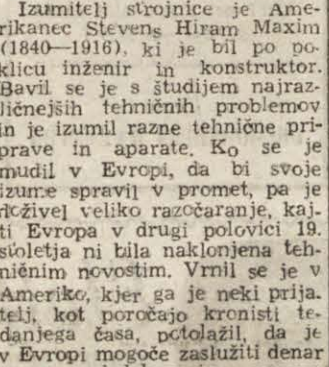 Izumitelj strojnice je Ame-
rikanec Stevens Hiram Maxim
(1840—1916), ki je bil po po-
klicu inženir in konstruktor.
Bavil se je s študijem najraz-
ličnejših tehničnih problemov
in je izumil razne tehnične pri-
prave in aparate. Ko se je
mudil v Evropi, da bi svoje
izume spravil v promet, pa je
doživel veliko razočaranje, kaj-
ti Evropa v drugi polovici 19.
stoletja ni bila naklonjena teh-
ničnim novostim. Vrnil se je v
Ameriko, kjer ga je neki prija.
telj, kot poročajo kronisti te-
danjega časa, potolažil, da je
v Evropi mogoče zaslužiti denar